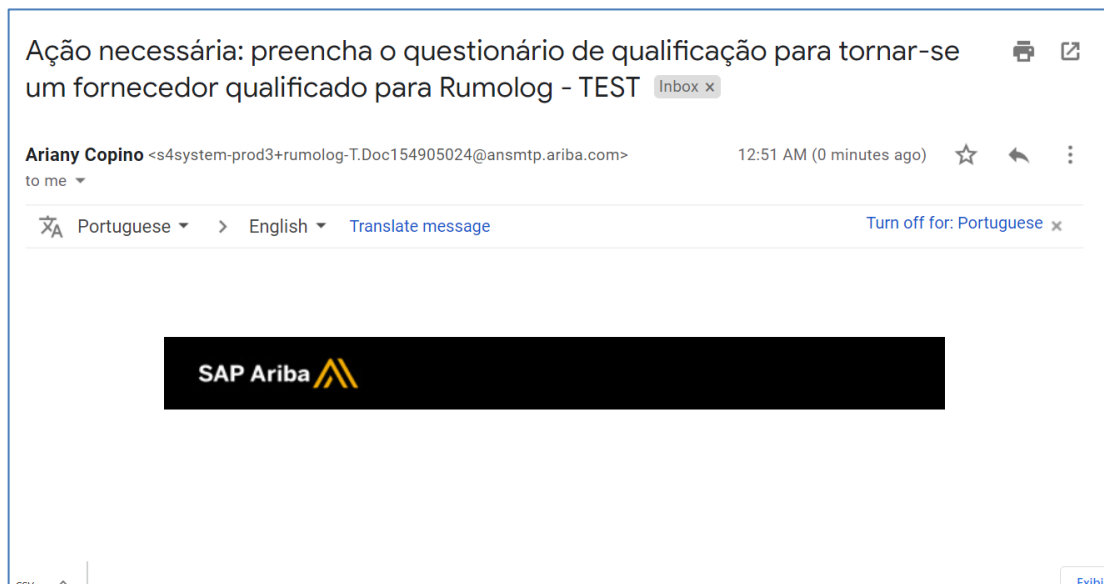 Ação necessária: preencha o questionário de qualificação para tornar-se
um fornecedor qualificado para Rumolog - TEST Inbox x
Ariany Copino <s4system-prod3+rumolog-T.Doc154905024@ansmtp.ariba.com> 12:51 AM (0 minutes ago)
to me
Portuguese > English Translate message Turn off for: Portuguese x
SAP Ariba